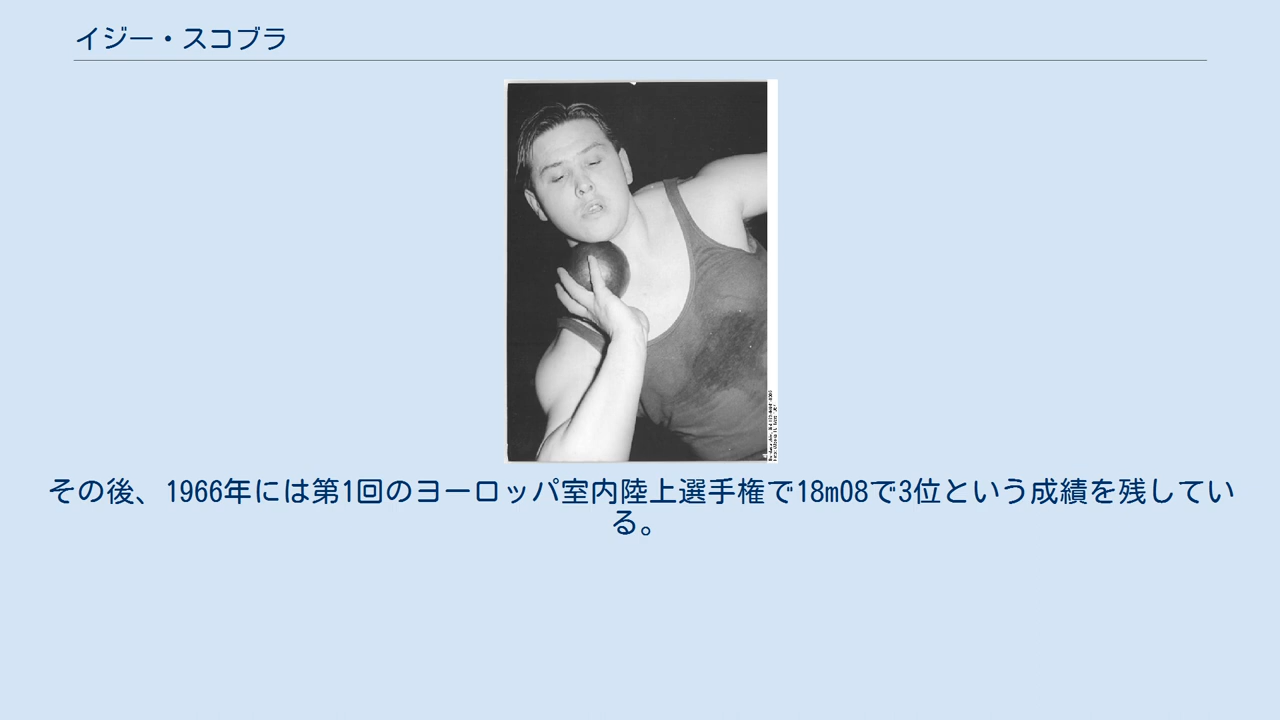 イジー・スコブラ
その後、1966年には第1回のヨーロッパ室内陸上選手権で18m08で3位という成績を残してい
る。